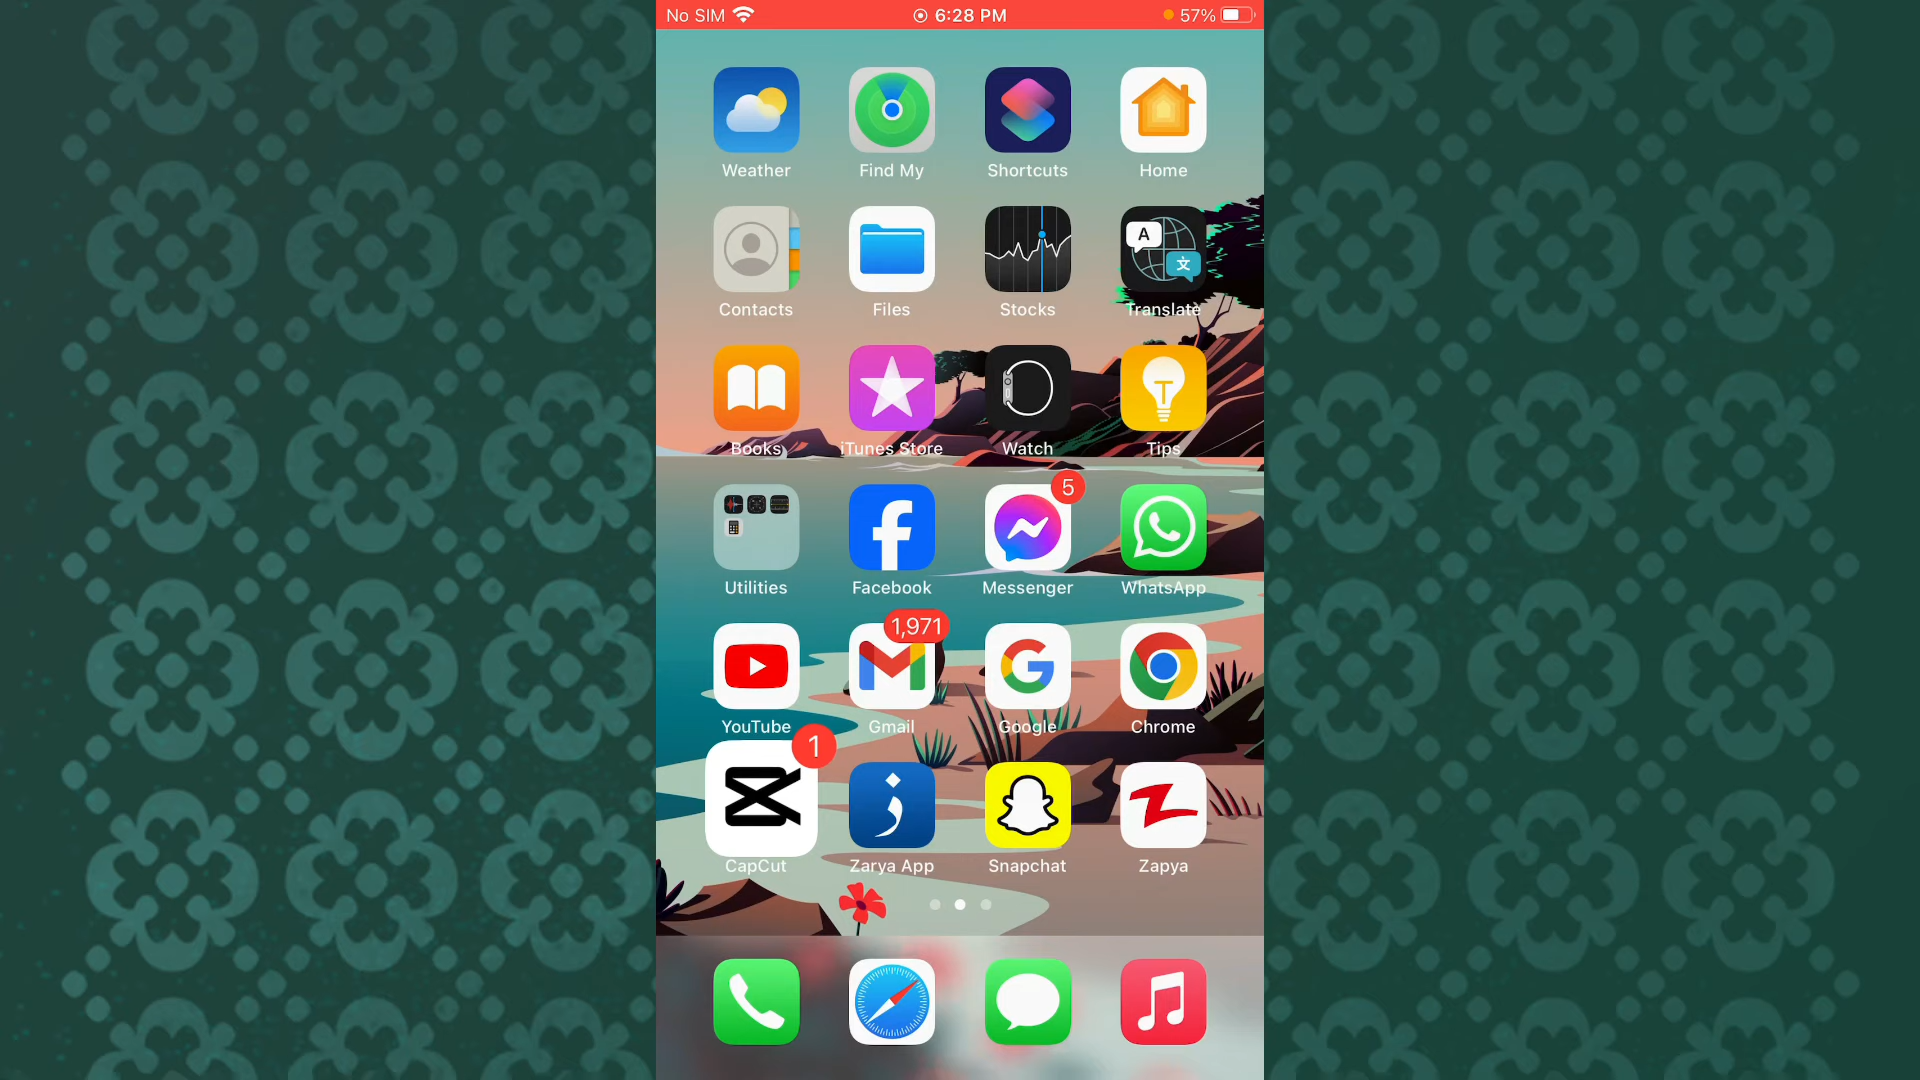 No SIM 6:28 PM 57%
Weather Find My Shortcuts Home
A 文
Contacts Files Stocks Translate
Books iTunes Store Watch Tips
5
Utilities Facebook Messenger WhatsApp
1,971
YouTube Gmail Google Chrome
1
CapCut Zarya App Snapchat Zapya